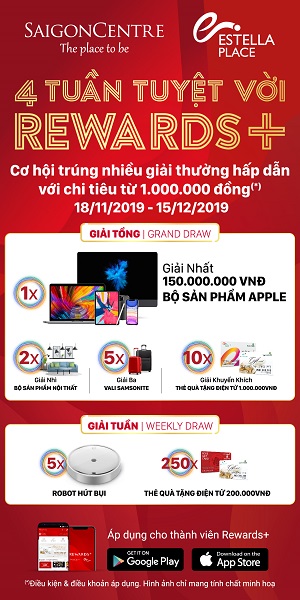 SAIGONCENTRE
The place to be
ESTELLA
PLACE
4 TUẦN TUYỆT VỜI
REWARDS+
Cơ hội trúng nhiều giải thưởng hấp dẫn
với chi tiêu từ 1.000.000 đồng(*)
18/11/2019 - 15/12/2019
GIẢI TỔNG | GRAND DRAW
1X
Giải Nhất
150.000.000 VNĐ
BỘ SẢN PHẨM APPLE
2X
Giải Nhì
BỘ SẢN PHẨM NỘI THẤT
5X
Giải Ba
VALI SAMSONITE
10X
Giải Khuyến Khích
THẺ QUÀ TẶNG ĐIỆN TỬ TỪ 1.000.000VNĐ
GIẢI TUẦN | WEEKLY DRAW
5X
ROBOT HÚT BỤI
250X
THẺ QUÀ TẶNG ĐIỆN TỬ TỪ 200.000VNĐ
REWARDS+
Áp dụng cho thành viên Rewards+
GET IT ON
Google Play
Download on the
App Store
(*)Điều kiện & điều khoản áp dụng. Hình ảnh chỉ mang tính chất minh hoạ